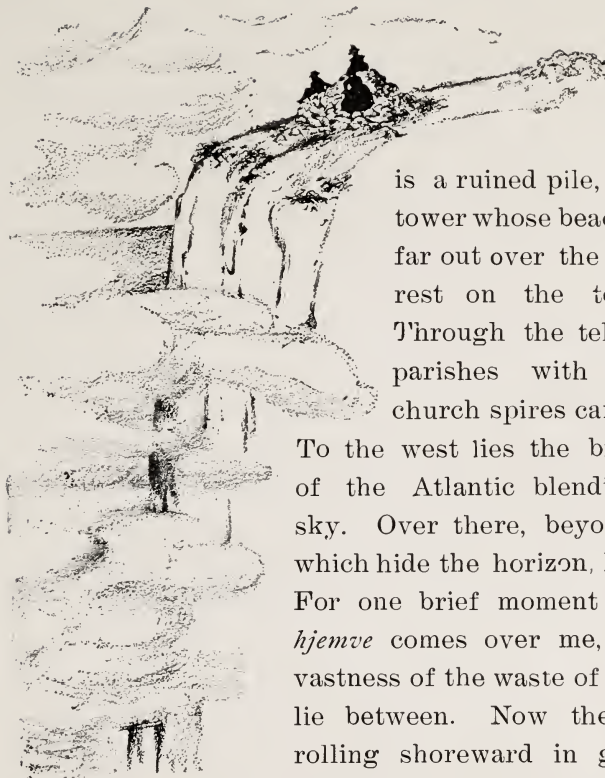 is a ruined pile,
tower whose beac
far out over the
rest on the
Through the tel
parishes with
church spires
To the west lies the b
of the Atlantic blend
sky. Over there, beyo
which hide the horizon,
For one brief moment
hjemve comes over me,
vastness of the waste of
lie between. Now the
rolling shoreward in g